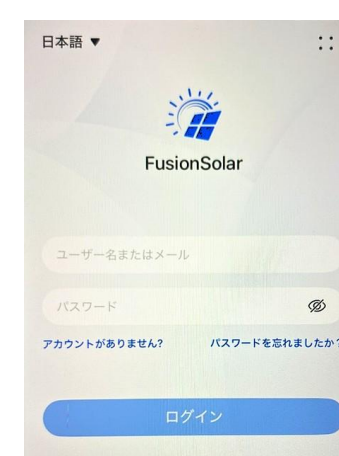 日本語 ▼
FusionSolar
ユーザー名またはメール
パスワード
アカウントがありません? パスワードを忘れましたか?
ログイン